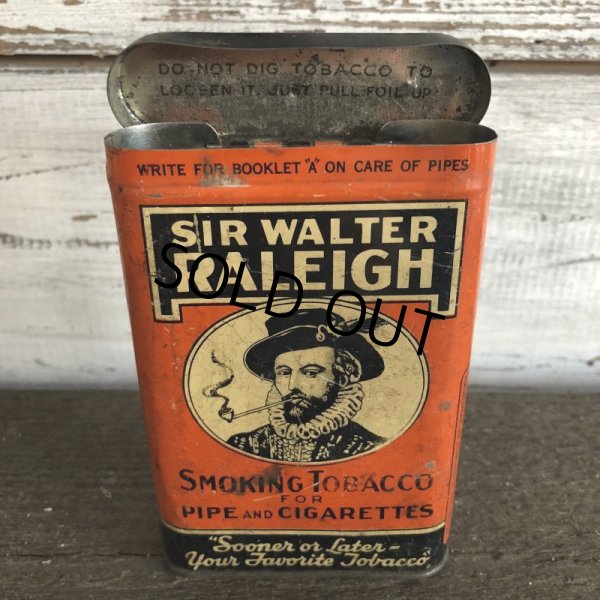 DO NOT DIG TOBACCO TO
LOOSEN IT. JUST PULL FOIL UP
WRITE FOR BOOKLET "A" ON CARE OF PIPES
SIR WALTER
RALEIGH
SOLD OUT
SMOKING TOBACCO
FOR
PIPE AND CIGARETTES
"Sooner or Later-
Your Favorite Tobacco"